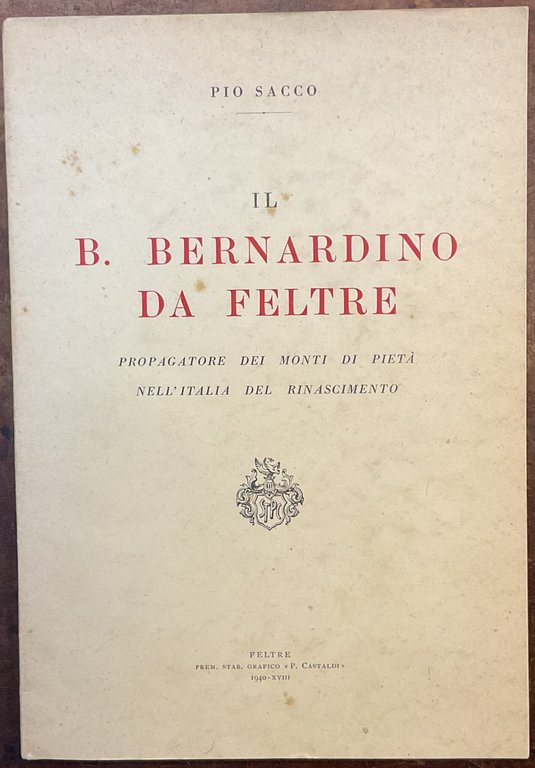 PIO SACCO
IL
B. BERNARDINO
DA FELTRE
PROPAGATORE DEI MONTI DI PIETÀ
NELL'ITALIA DEL RINASCIMENTO
FELTRE
PREM. STAB. GRAFICO «P. CASTALDI»
1940-XVIII